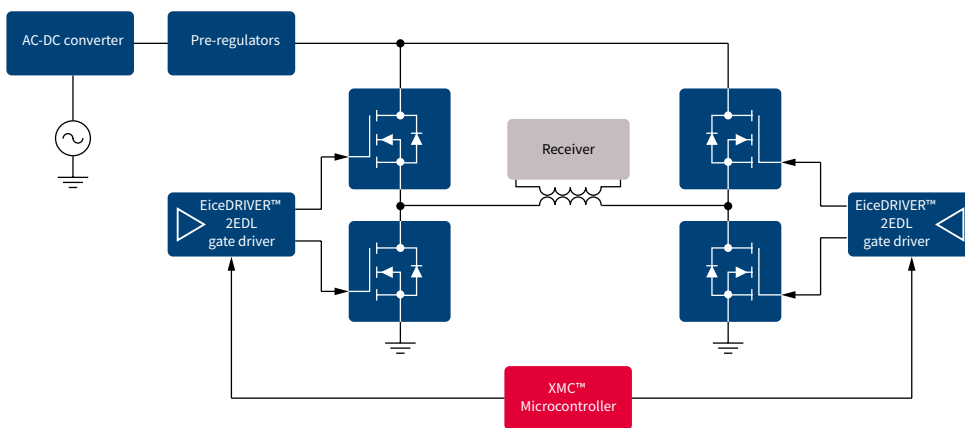 AC-DC converter
Pre-regulators
Receiver
EiceDRIVER™
2EDL
gate driver
EiceDRIVER™
2EDL
gate driver
XMC™
Microcontroller